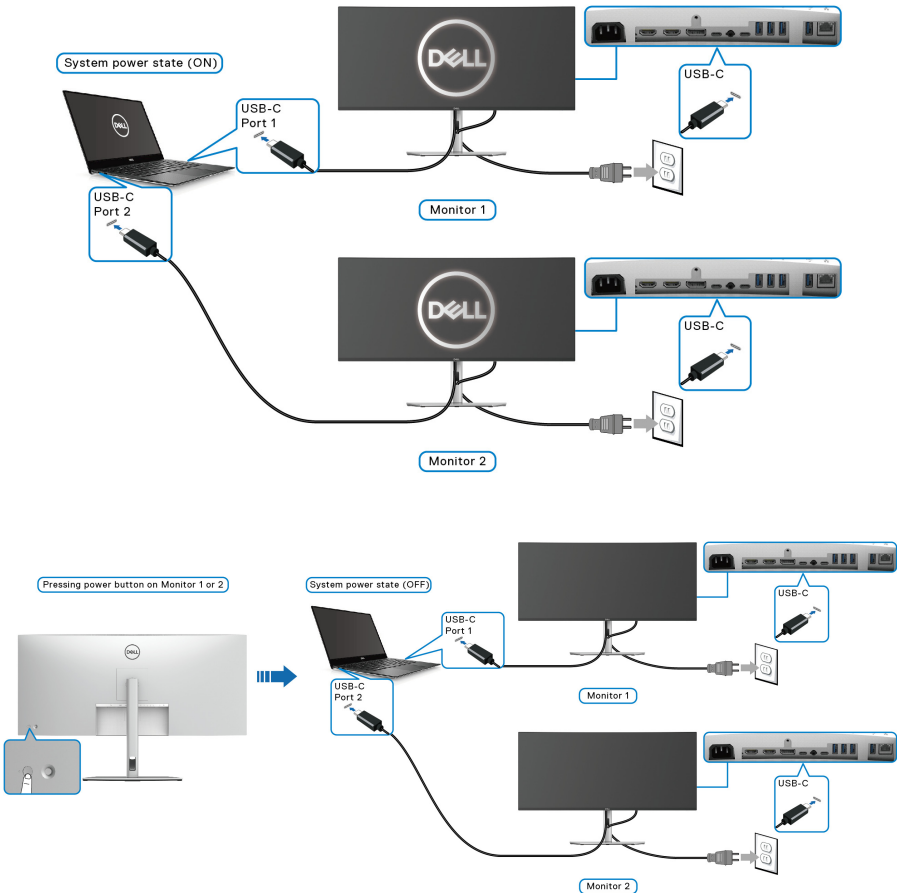 System power state (ON)
DELL
DELL
USB-C
Port 1
USB-C
USB-C
Port 2
Monitor 1
DELL
USB-C
Monitor 2
Pressing power button on Monitor 1 or 2
System power state (OFF)
DELL
USB-C
Port 1
USB-C
USB-C
Port 2
Monitor 1
USB-C
Monitor 2